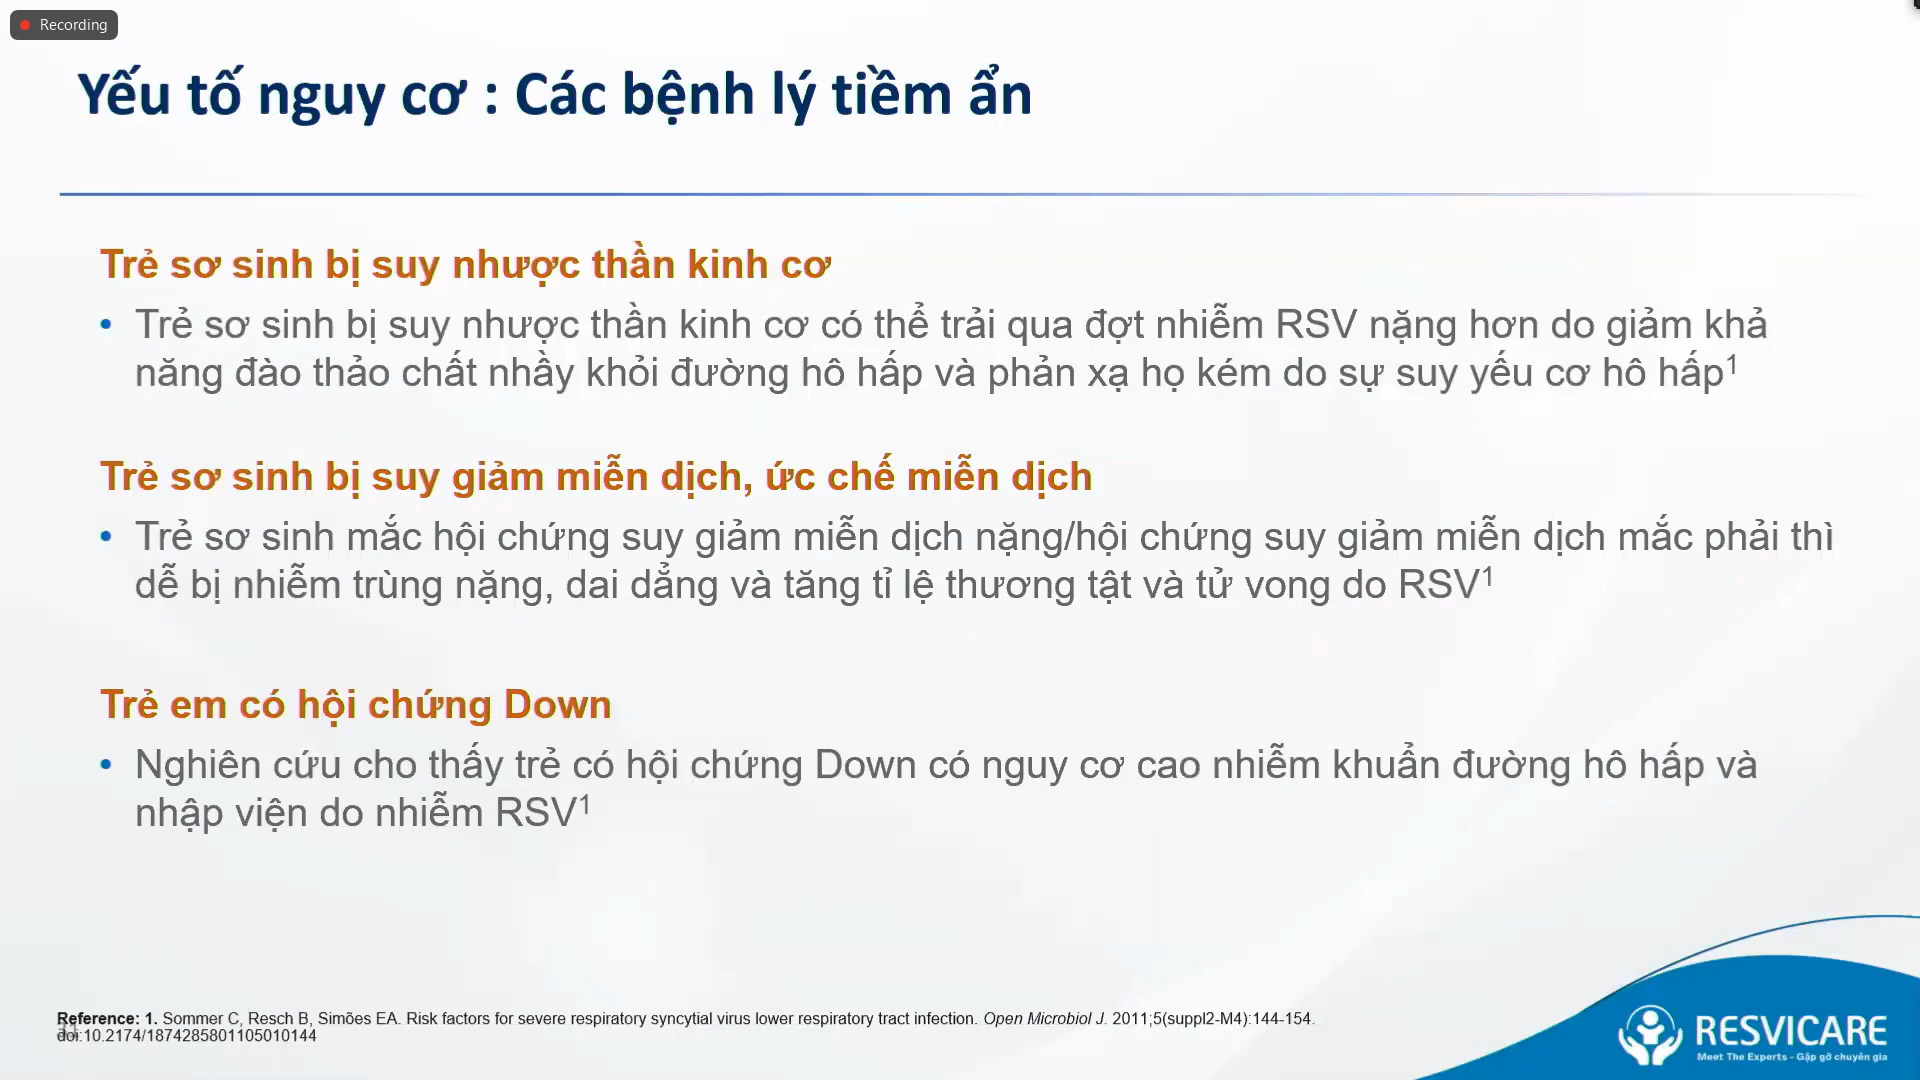 Recording
Yếu tố nguy cơ : Các bệnh lý tiềm ẩn
Trẻ sơ sinh bị suy nhược thần kinh cơ
• Trẻ sơ sinh bị suy nhược thần kinh cơ có thể trải qua đợt nhiễm RSV nặng hơn do giảm khả
năng đào thảo chất nhầy khỏi đường hô hấp và phản xạ họ kém do sự suy yếu cơ hô hấp¹
Trẻ sơ sinh bị suy giảm miễn dịch, ức chế miễn dịch
• Trẻ sơ sinh mắc hội chứng suy giảm miễn dịch nặng/hội chứng suy giảm miễn dịch mắc phải thì
dễ bị nhiễm trùng nặng, dai dẳng và tăng tỉ lệ thương tật và tử vong do RSV¹
Trẻ em có hội chứng Down
• Nghiên cứu cho thấy trẻ có hội chứng Down có nguy cơ cao nhiễm khuẩn đường hô hấp và
nhập viện do nhiễm RSV¹
Reference: 1. Sommer C, Resch B, Simões EA. Risk factors for severe respiratory syncytial virus lower respiratory tract infection. Open Microbiol J. 2011;5(suppl2-M4):144-154.
doi:10.2174/1874285801105010144
RESVICARE
Meet The Experts - Gặp gỡ chuyên gia